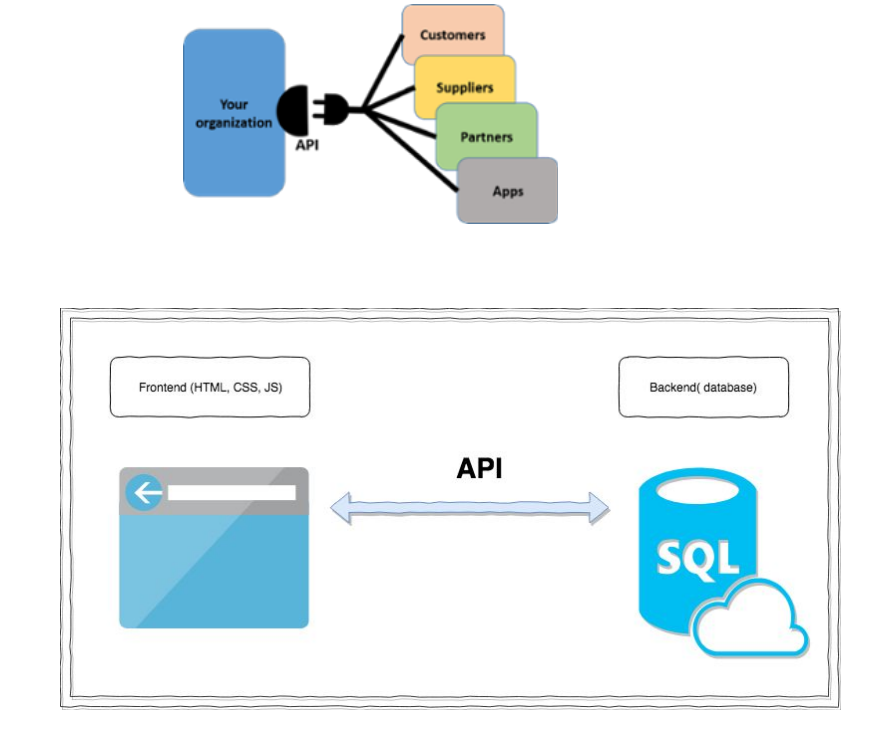 Customers
Suppliers
Your
organization
Partners
API
Apps
Frontend (HTML, CSS, JS)
Backend( database)
API
SQL